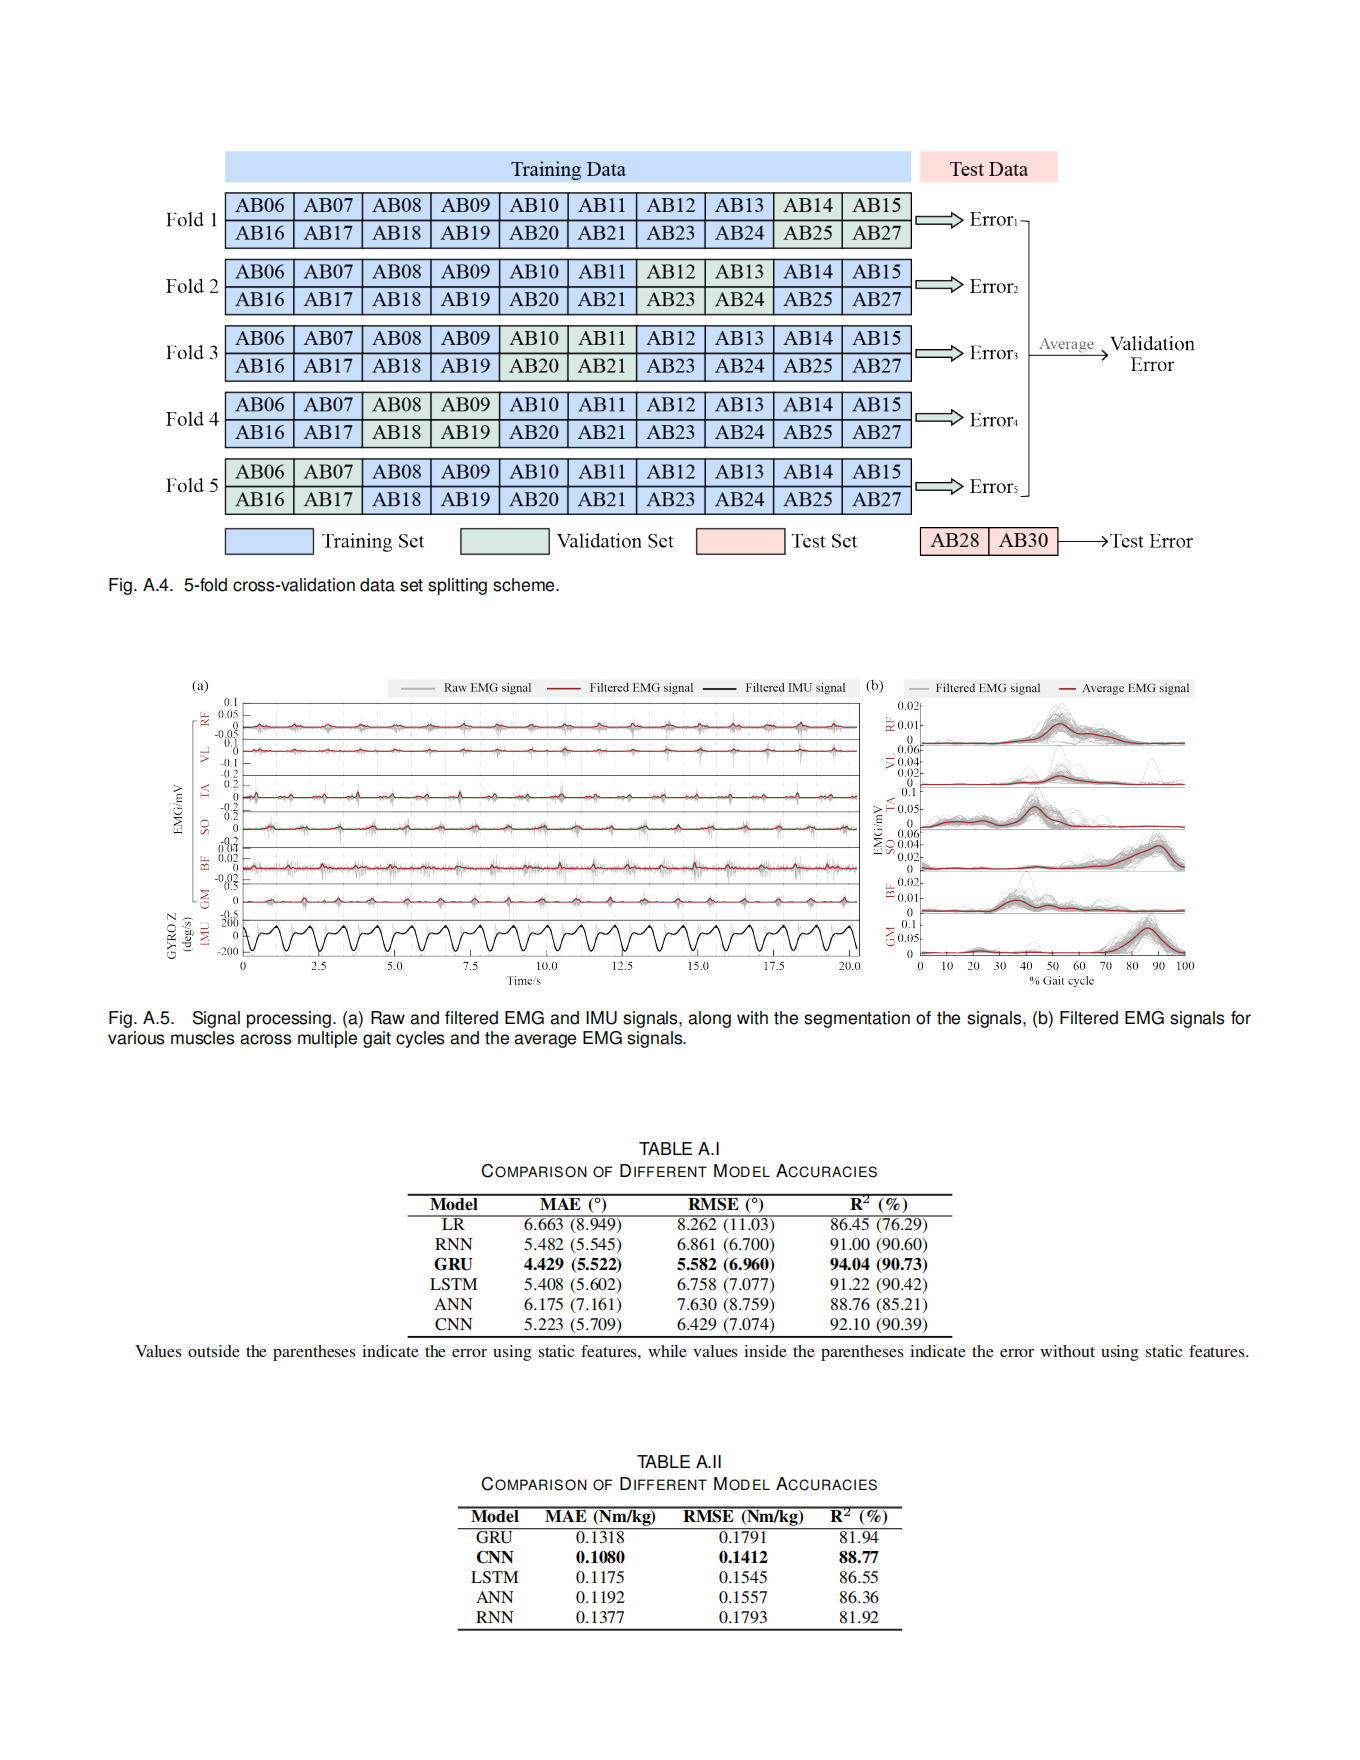 Training Data Test Data
Fold 1 AB06 AB07 AB08 AB09 AB10 AB11 AB12 AB13 AB14 AB15
AB16 AB17 AB18 AB19 AB20 AB21 AB23 AB24 AB25 AB27 Error1
Fold 2 AB06 AB07 AB08 AB09 AB10 AB11 AB12 AB13 AB14 AB15
AB16 AB17 AB18 AB19 AB20 AB21 AB23 AB24 AB25 AB27 Error2
Fold 3 AB06 AB07 AB08 AB09 AB10 AB11 AB12 AB13 AB14 AB15
AB16 AB17 AB18 AB19 AB20 AB21 AB23 AB24 AB25 AB27 Error3
Average Validation Error
Fold 4 AB06 AB07 AB08 AB09 AB10 AB11 AB12 AB13 AB14 AB15
AB16 AB17 AB18 AB19 AB20 AB21 AB23 AB24 AB25 AB27 Error4
Fold 5 AB06 AB07 AB08 AB09 AB10 AB11 AB12 AB13 AB14 AB15
AB16 AB17 AB18 AB19 AB20 AB21 AB23 AB24 AB25 AB27 Error5
Training Set Validation Set Test Set AB28 AB30 Test Error
Fig. A.4. 5-fold cross-validation data set splitting scheme.
(a) Raw EMG signal Filtered EMG signal Filtered IMU signal
EMG/mV
RF 0.1 0.05 0 -0.05
VL 0.1 0 -0.1 -0.2
TA 0.2 0 -0.2
SO 0.2 0 -0.2
BF 0.04 0.02 0 -0.02
GM 0.5 0 -0.5
GYRO Z (deg/s) IMU 200 0 -200
0 2.5 5.0 7.5 10.0 12.5 15.0 17.5 20.0
Time/s
(b) Filtered EMG signal Average EMG signal
EMG/mV
RF 0.02 0.01 0
VL 0.06 0.04 0.02 0
TA 0.1 0.05 0
SO 0.06 0.04 0.02 0
BF 0.02 0.01 0
GM 0.1 0.05 0
0 10 20 30 40 50 60 70 80 90 100
% Gait cycle
Fig. A.5. Signal processing. (a) Raw and filtered EMG and IMU signals, along with the segmentation of the signals, (b) Filtered EMG signals for
various muscles across multiple gait cycles and the average EMG signals.
TABLE A.I
COMPARISON OF DIFFERENT MODEL ACCURACIES
Model MAE (°) RMSE (°) R² (%)
LR 6.663 (8.949) 8.262 (11.03) 86.45 (76.29)
RNN 5.482 (5.545) 6.861 (6.700) 91.00 (90.60)
GRU 4.429 (5.522) 5.582 (6.960) 94.04 (90.73)
LSTM 5.408 (5.602) 6.758 (7.077) 91.22 (90.42)
ANN 6.175 (7.161) 7.630 (8.759) 88.76 (85.21)
CNN 5.223 (5.709) 6.429 (7.074) 92.10 (90.39)
Values outside the parentheses indicate the error using static features, while values inside the parentheses indicate the error without using static features.
TABLE A.II
COMPARISON OF DIFFERENT MODEL ACCURACIES
Model MAE (Nm/kg) RMSE (Nm/kg) R² (%)
GRU 0.1318 0.1791 81.94
CNN 0.1080 0.1412 88.77
LSTM 0.1175 0.1545 86.55
ANN 0.1192 0.1557 86.36
RNN 0.1377 0.1793 81.92